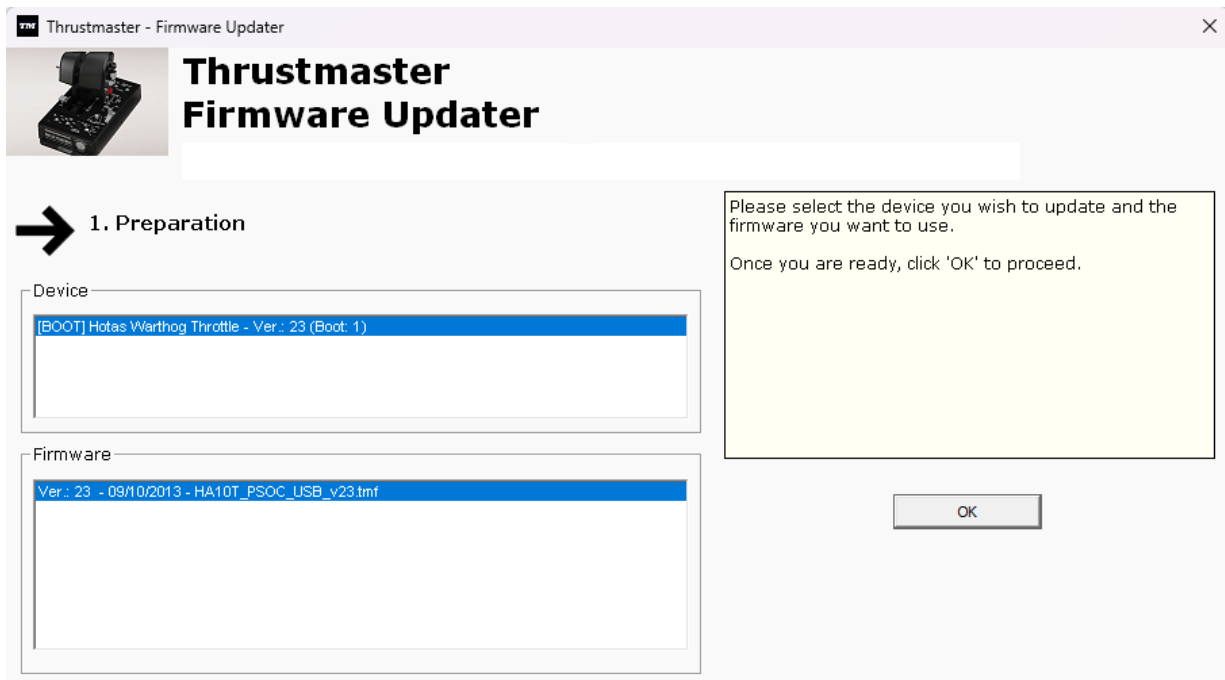 Thrustmaster - Firmware Updater
Thrustmaster
Firmware Updater
1. Preparation
Please select the device you wish to update and the
firmware you want to use.
Once you are ready, click 'OK' to proceed.
Device
[BOOT] Hotas Warthog Throttle - Ver.: 23 (Boot: 1)
Firmware
Ver.: 23 - 09/10/2013 - HA10T_PSOC_USB_v23.tmf
OK